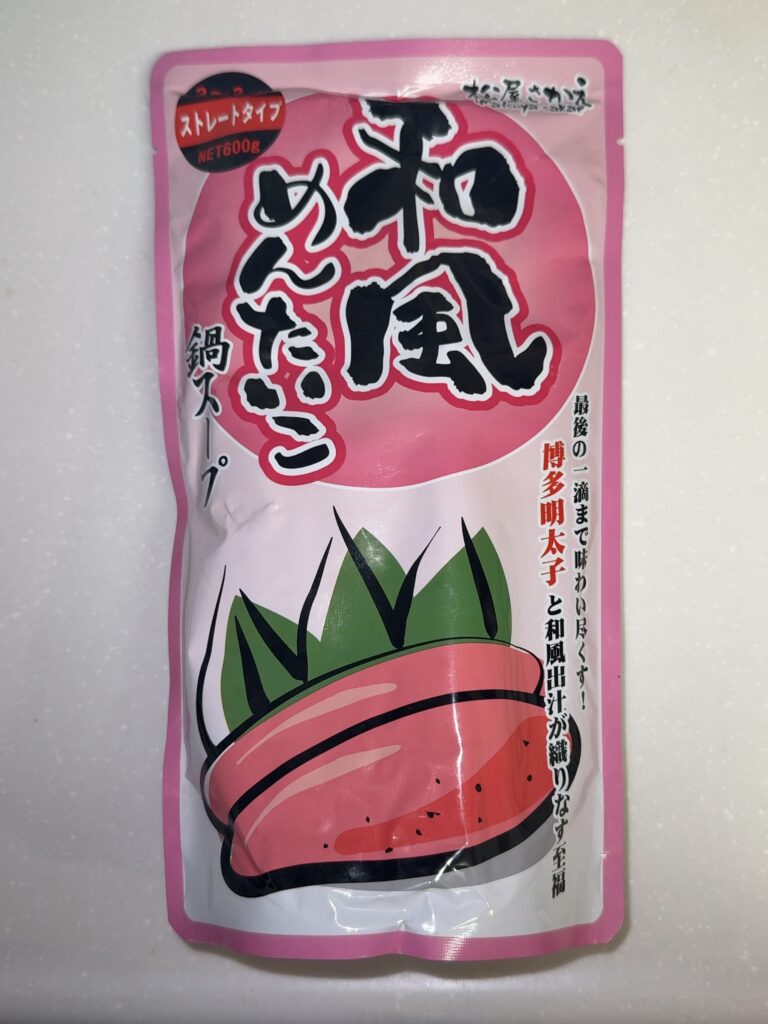 松屋さかえ
ストレートタイプ
NET600g
和風
めんたいこ
鍋スープ
最後の一滴まで味わい尽くす!
博多明太子と和風出汁が織りなす至福